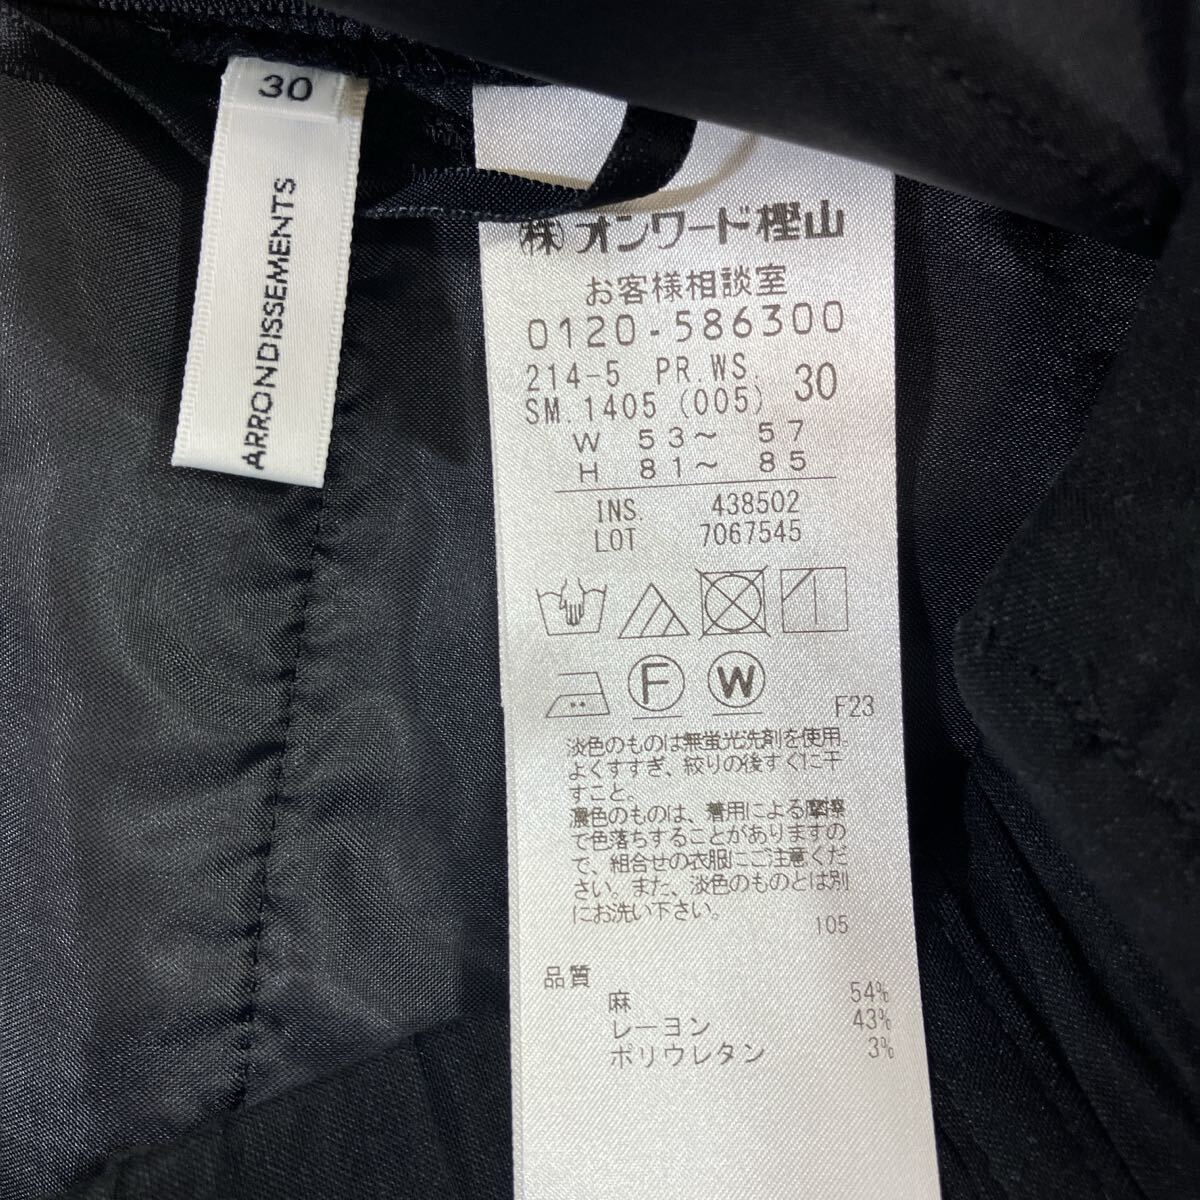 30
ARRONDISSEMENTS
㈱オンワード樫山
お客様相談室
0120-586300
214-5 PR.WS. 30
SM.1405 (005)
W 53～ 57
H 81～ 85
INS. 438502
LOT 7067545
F W
F23
淡色のものは無蛍光洗剤を使用。
よくすすぎ、絞りの後すぐに干
すこと。
濃色のものは、着用による摩擦
で色落ちすることがありますの
で、組合せの衣服にご注意くだ
さい。また、淡色のものとは別
にお洗い下さい。
105
品質
麻 54%
レーヨン 43%
ポリウレタン 3%